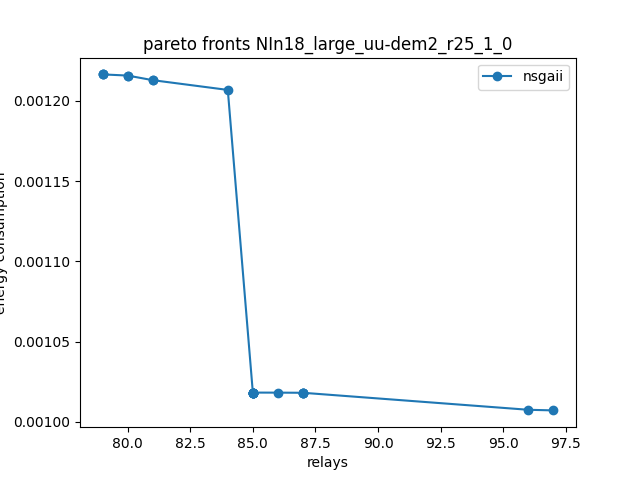 pareto fronts NIn18_large_uu-dem2_r25_1_0
nsgaii
0.00120
0.00115
0.00110
0.00105
0.00100
energy consumption
80.0 82.5 85.0 87.5 90.0 92.5 95.0 97.5
relays